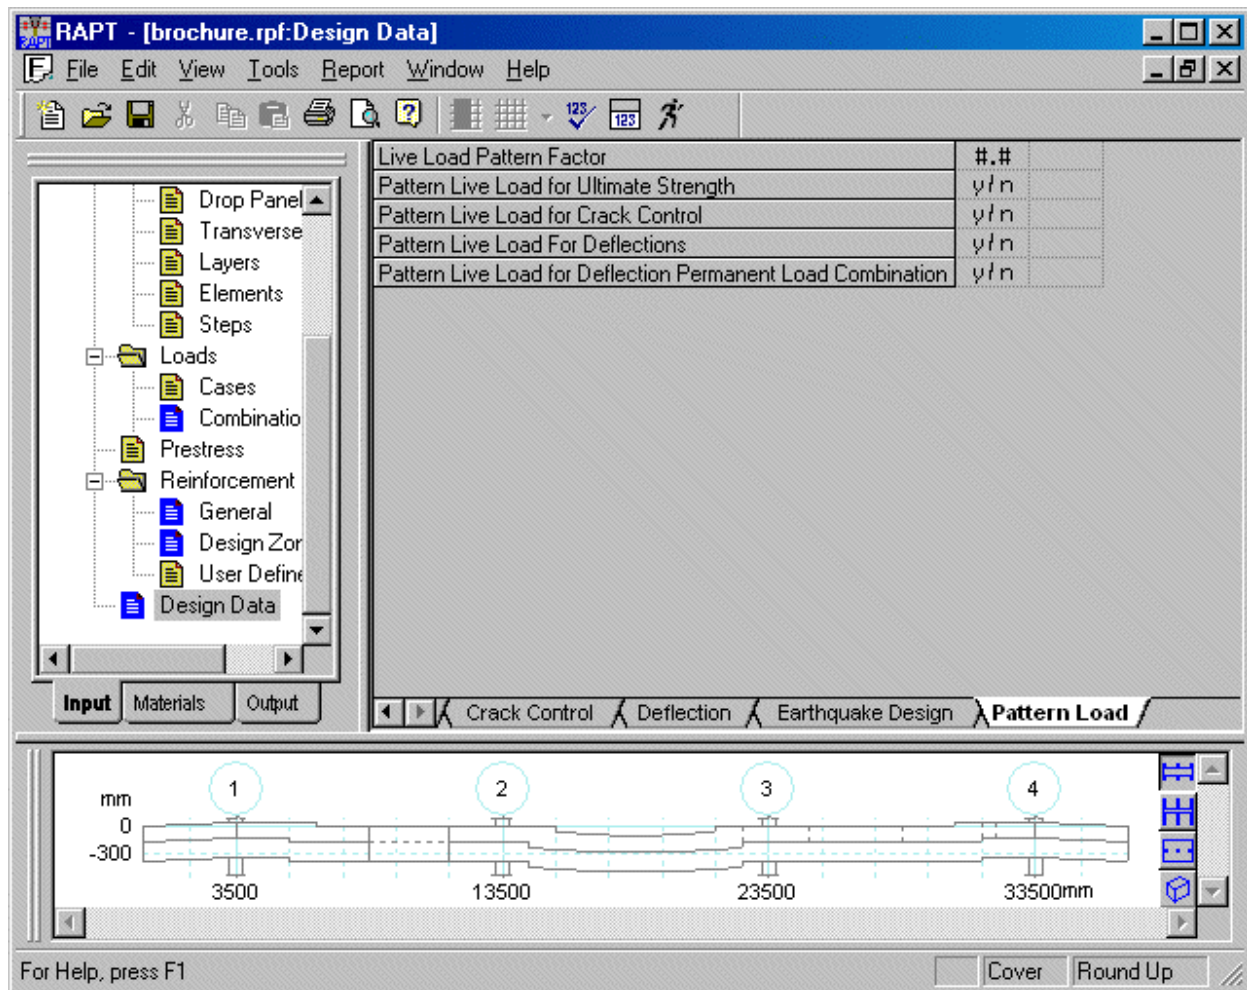 RAPT - [brochure.rpf:Design Data]
File Edit View Tools Report Window Help
Drop Panel
Transverse
Layers
Elements
Steps
Loads
Cases
Combinatio
Prestress
Reinforcement
General
Design Zor
User Define
Design Data
Input Materials Output
Live Load Pattern Factor #.#
Pattern Live Load for Ultimate Strength y/n
Pattern Live Load for Crack Control y/n
Pattern Live Load For Deflections y/n
Pattern Live Load for Deflection Permanent Load Combination y/n
Crack Control Deflection Earthquake Design Pattern Load
1 2 3 4
mm
0
-300
3500 13500 23500 33500mm
For Help, press F1 Cover Round Up